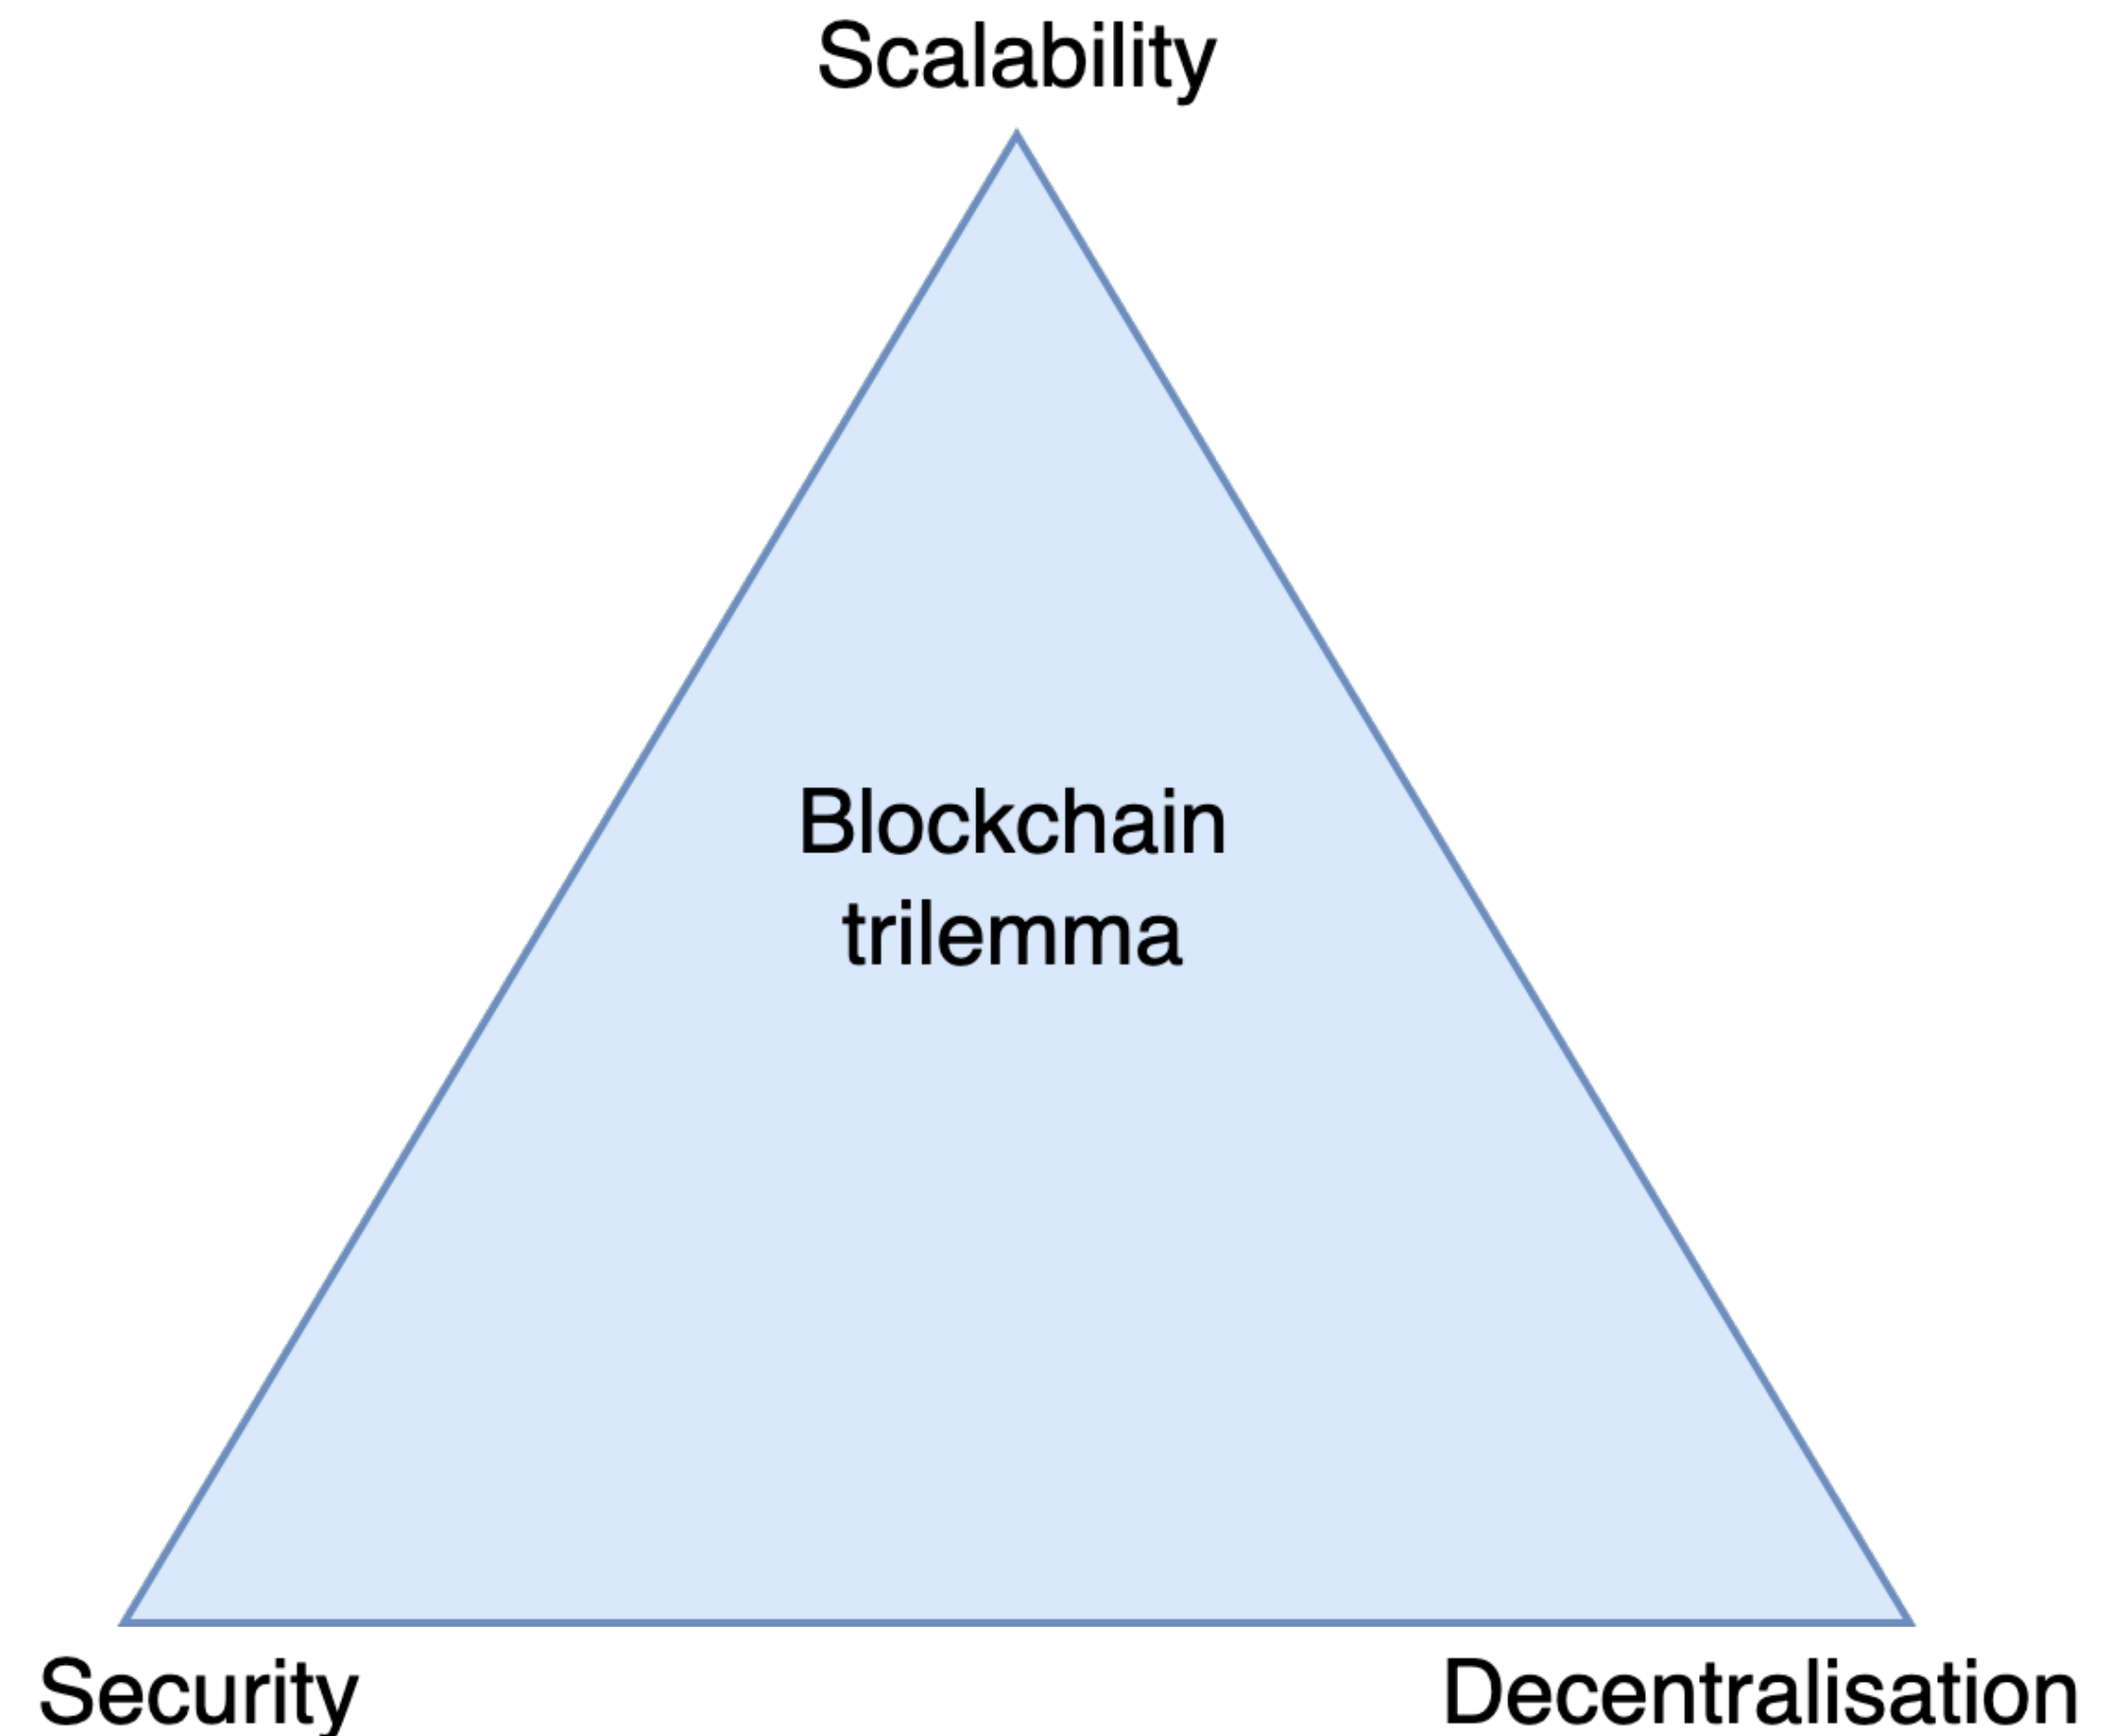 Scalability
Blockchain
trilemma
Security
Decentralisation